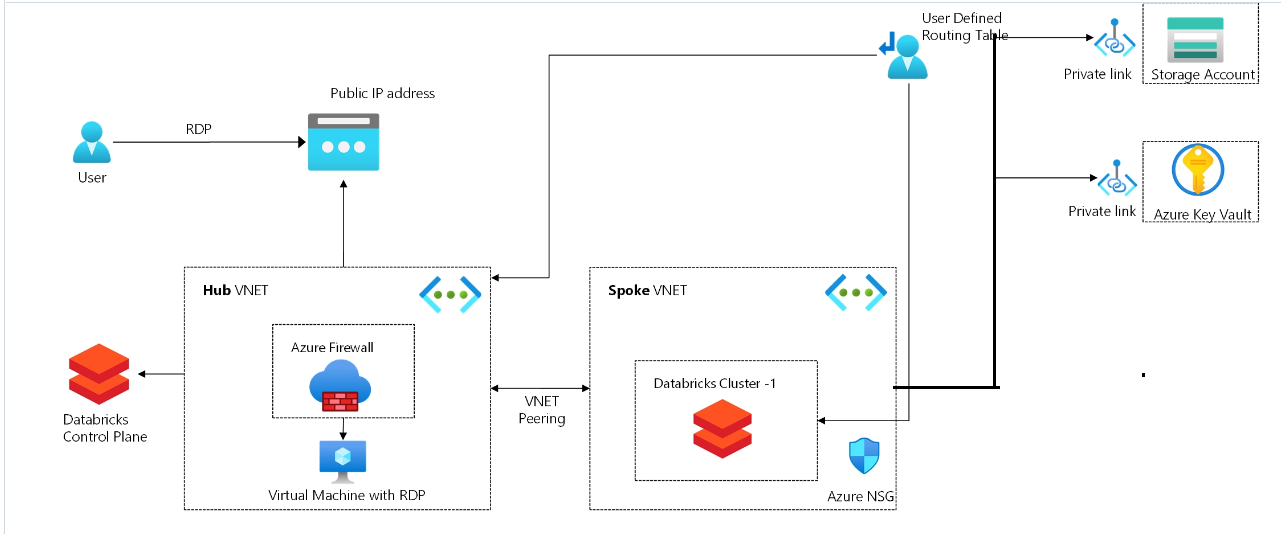 User Defined
Routing Table
Private link
Storage Account
Public IP address
RDP
User
Private link
Azure Key Vault
Hub VNET
Spoke VNET
Azure Firewall
Databricks Cluster -1
VNET
Peering
Databricks
Control Plane
Virtual Machine with RDP
Azure NSG